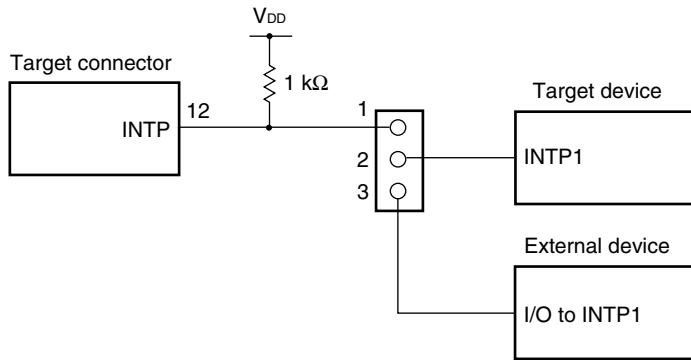 VDD
Target connector
1 kΩ
12
INTP
1
2
3
Target device
INTP1
External device
I/O to INTP1